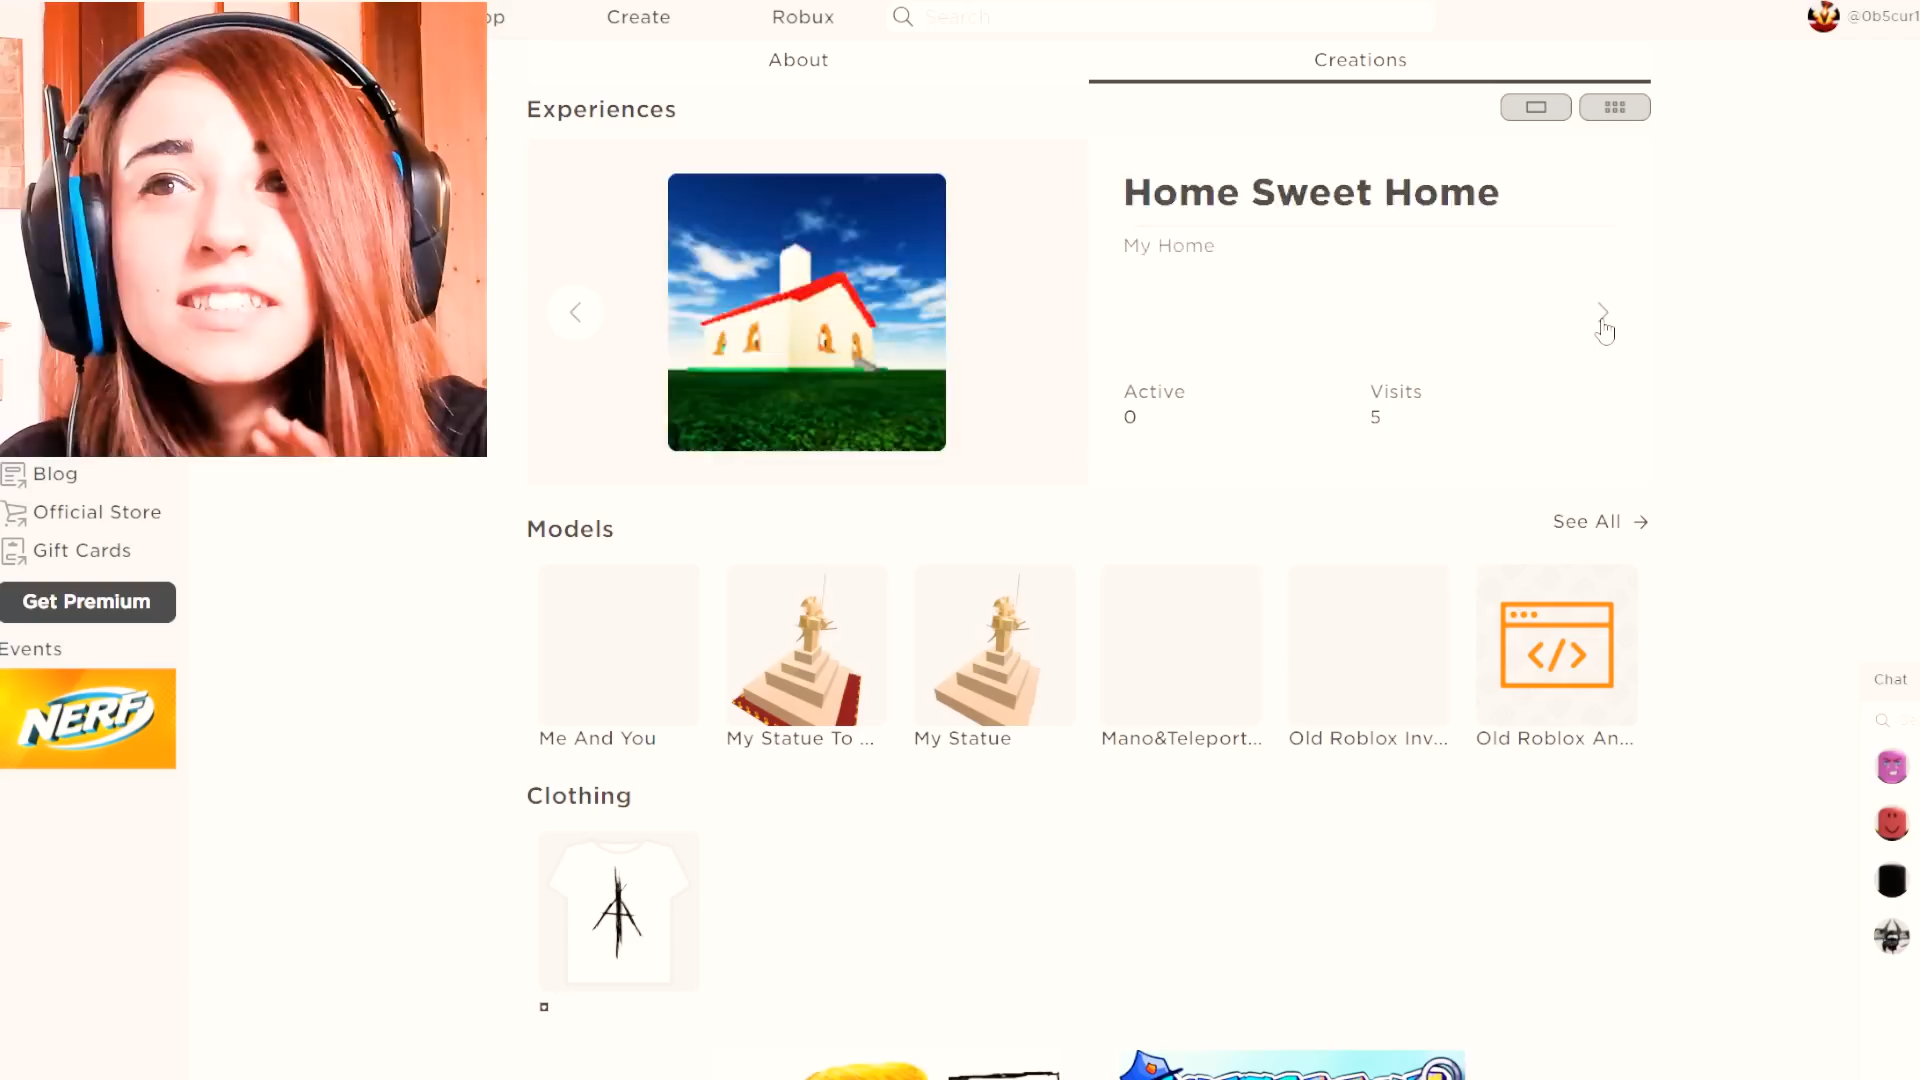 op Create Robux Search @0b5cur1
About Creations
Experiences
Home Sweet Home
My Home
Active Visits
0 5
Blog
Official Store
Gift Cards
Get Premium
Events
NERF
Models See All
Me And You My Statue To ... My Statue Mano&Teleport... Old Roblox Inv... Old Roblox An...
</>
Chat
Clothing